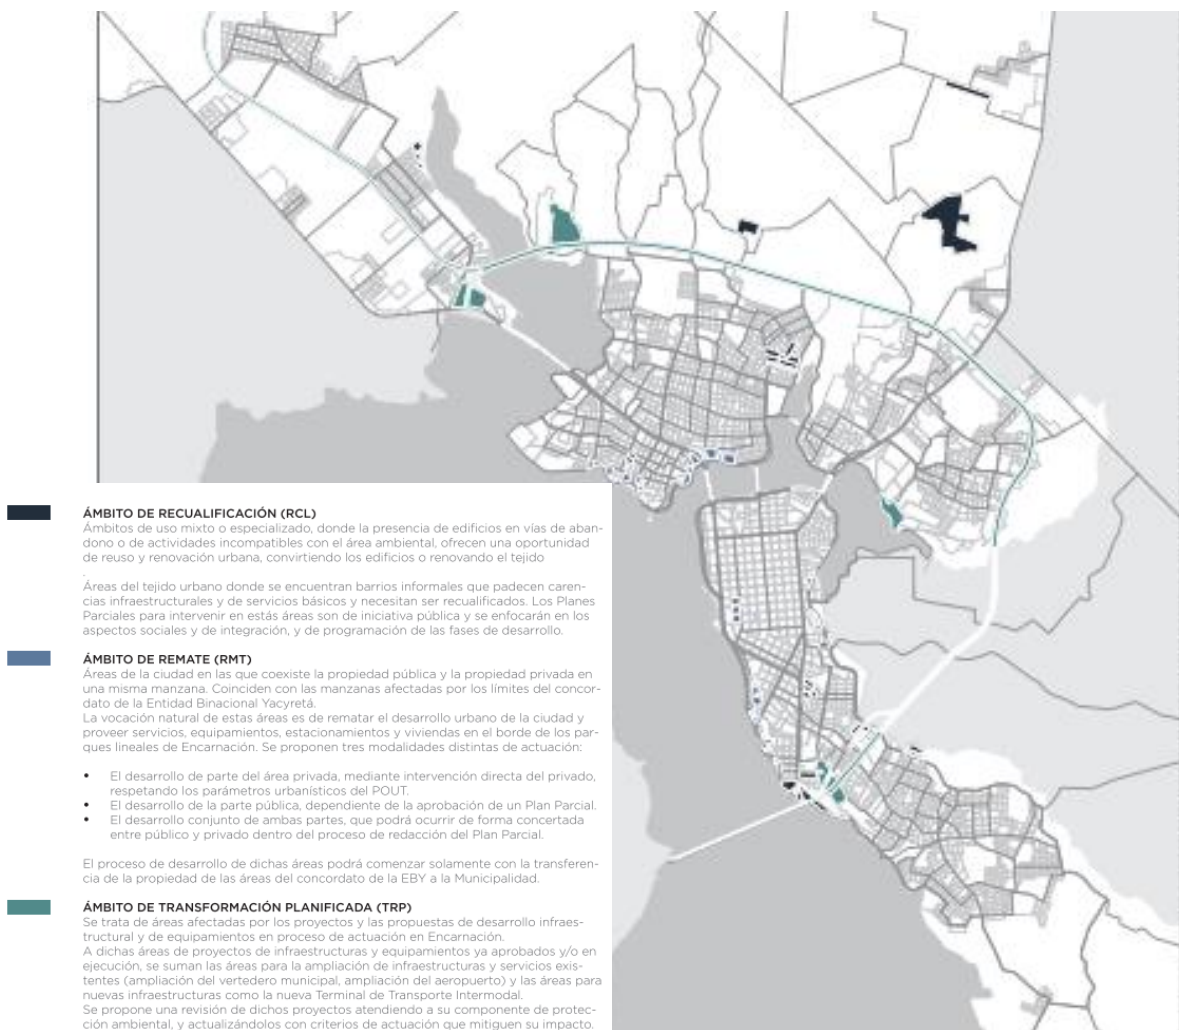 ÁMBITO DE RECUALIFICACIÓN (RCL)
Ámbitos de uso mixto o especializado, donde la presencia de edificios en vías de aban-
dono o de actividades incompatibles con el área ambiental, ofrecen una oportunidad
de reuso y renovación urbana, convirtiendo los edificios o renovando el tejido
.
Áreas del tejido urbano donde se encuentran barrios informales que padecen caren-
cias infraestructurales y de servicios básicos y necesitan ser recualificados. Los Planes
Parciales para intervenir en estás áreas son de iniciativa pública y se enfocarán en los
aspectos sociales y de integración, y de programación de las fases de desarrollo.
ÁMBITO DE REMATE (RMT)
Áreas de la ciudad en las que coexiste la propiedad pública y la propiedad privada en
una misma manzana. Coinciden con las manzanas afectadas por los límites del concor-
dato de la Entidad Binacional Yacyretá.
La vocación natural de estas áreas es de rematar el desarrollo urbano de la ciudad y
proveer servicios, equipamientos, estacionamientos y viviendas en el borde de los par-
ques lineales de Encarnación. Se proponen tres modalidades distintas de actuación:
• El desarrollo de parte del área privada, mediante intervención directa del privado,
respetando los parámetros urbanísticos del POUT.
• El desarrollo de la parte pública, dependiente de la aprobación de un Plan Parcial.
• El desarrollo conjunto de ambas partes, que podrá ocurrir de forma concertada
entre público y privado dentro del proceso de redacción del Plan Parcial.
El proceso de desarrollo de dichas áreas podrá comenzar solamente con la transferen-
cia de la propiedad de las áreas del concordato de la EBY a la Municipalidad.
ÁMBITO DE TRANSFORMACIÓN PLANIFICADA (TRP)
Se trata de áreas afectadas por los proyectos y las propuestas de desarrollo infraes-
tructural y de equipamientos en proceso de actuación en Encarnación.
A dichas áreas de proyectos de infraestructuras y equipamientos ya aprobados y/o en
ejecución, se suman las áreas para la ampliación de infraestructuras y servicios exis-
tentes (ampliación del vertedero municipal, ampliación del aeropuerto) y las áreas para
nuevas infraestructuras como la nueva Terminal de Transporte Intermodal.
Se propone una revisión de dichos proyectos atendiendo a su componente de protec-
ción ambiental, y actualizándolos con criterios de actuación que mitiguen su impacto.